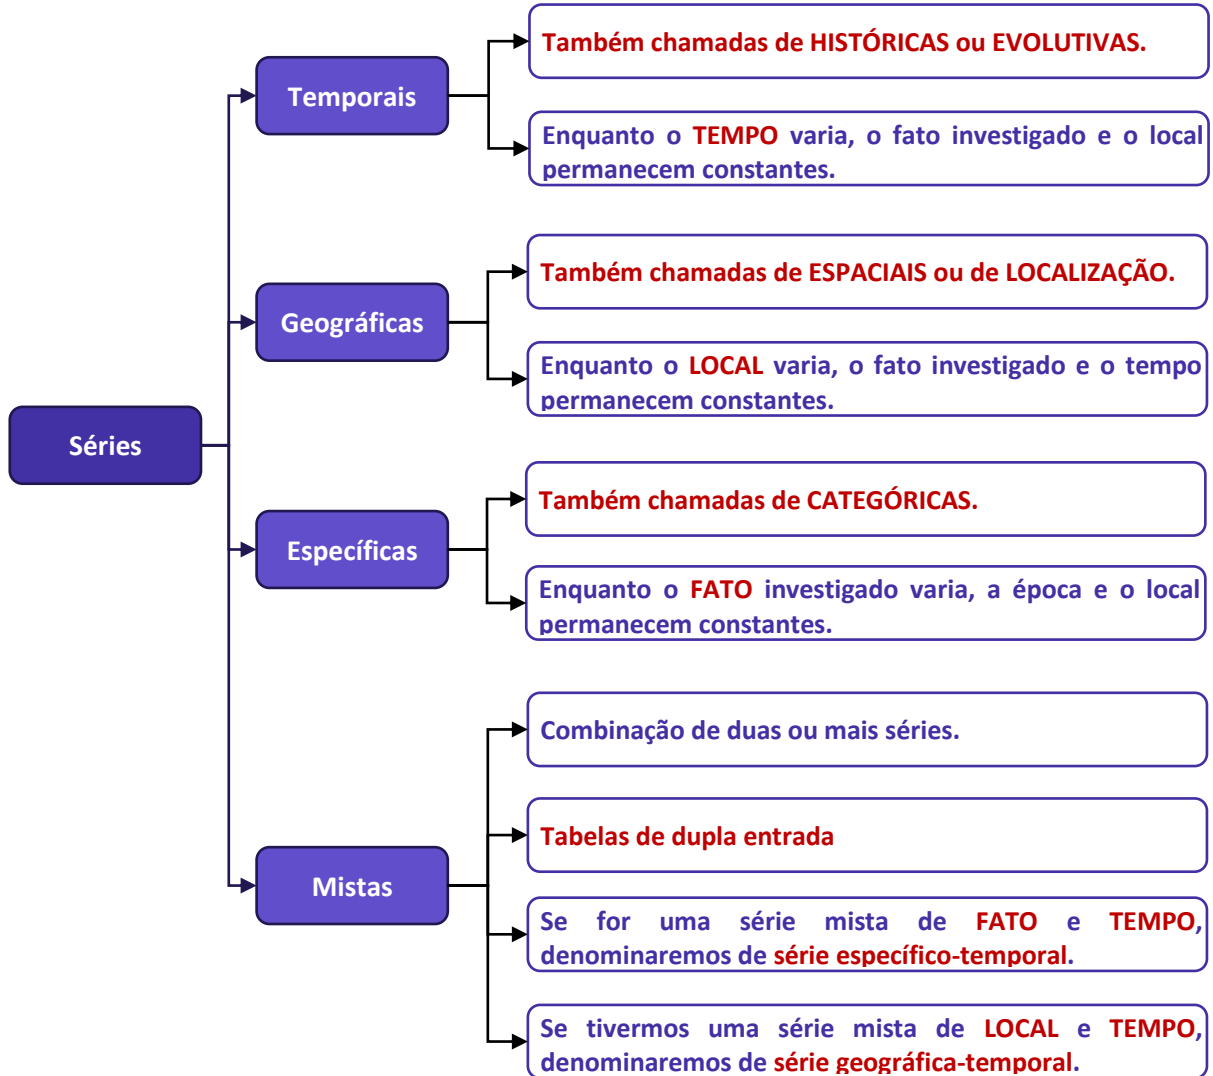 Também chamadas de HISTÓRICAS ou EVOLUTIVAS.
Temporais
Enquanto o TEMPO varia, o fato investigado e o local
permanecem constantes.
Também chamadas de ESPACIAIS ou de LOCALIZAÇÃO.
Geográficas
Enquanto o LOCAL varia, o fato investigado e o tempo
permanecem constantes.
Séries
Também chamadas de CATEGÓRICAS.
Específicas
Enquanto o FATO investigado varia, a época e o local
permanecem constantes.
Combinação de duas ou mais séries.
Tabelas de dupla entrada
Mistas
Se for uma série mista de FATO e TEMPO,
denominaremos de série específico-temporal.
Se tivermos uma série mista de LOCAL e TEMPO,
denominaremos de série geográfica-temporal.